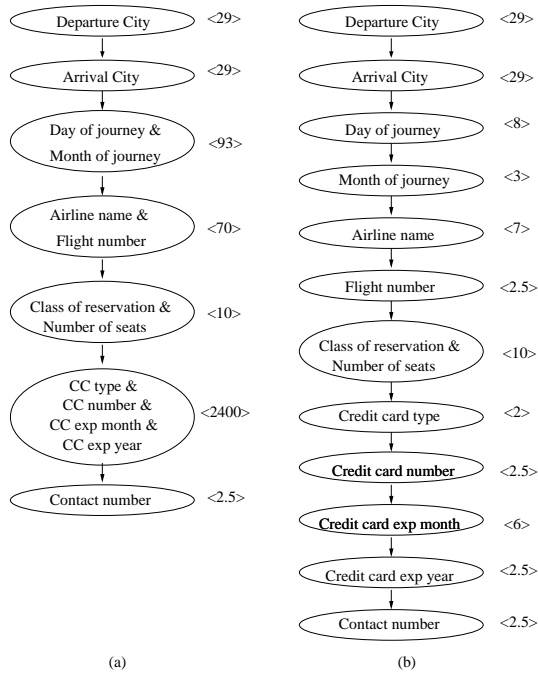 Departure City
<29>
Arrival City
<29>
Day of journey &
Month of journey
<93>
Airline name &
Flight number
<70>
Class of reservation &
Number of seats
<10>
CC type &
CC number &
CC exp month &
CC exp year
<2400>
Contact number
<2.5>
(a)
Departure City
<29>
Arrival City
<29>
Day of journey
<8>
Month of journey
<3>
Airline name
<7>
Flight number
<2.5>
Class of reservation &
Number of seats
<10>
Credit card type
<2>
Credit card number
<2.5>
Credit card exp month
<6>
Credit card exp year
<2.5>
Contact number
<2.5>
(b)